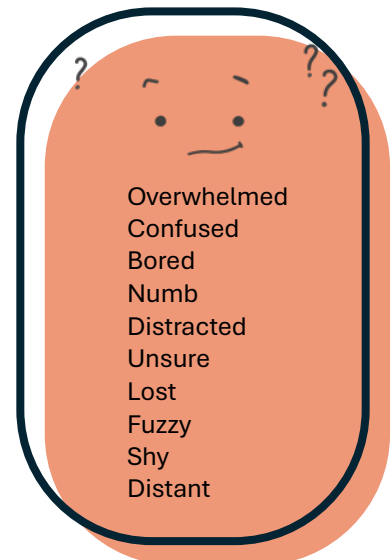 ?
?
?
Overwhelmed
Confused
Bored
Numb
Distracted
Unsure
Lost
Fuzzy
Shy
Distant